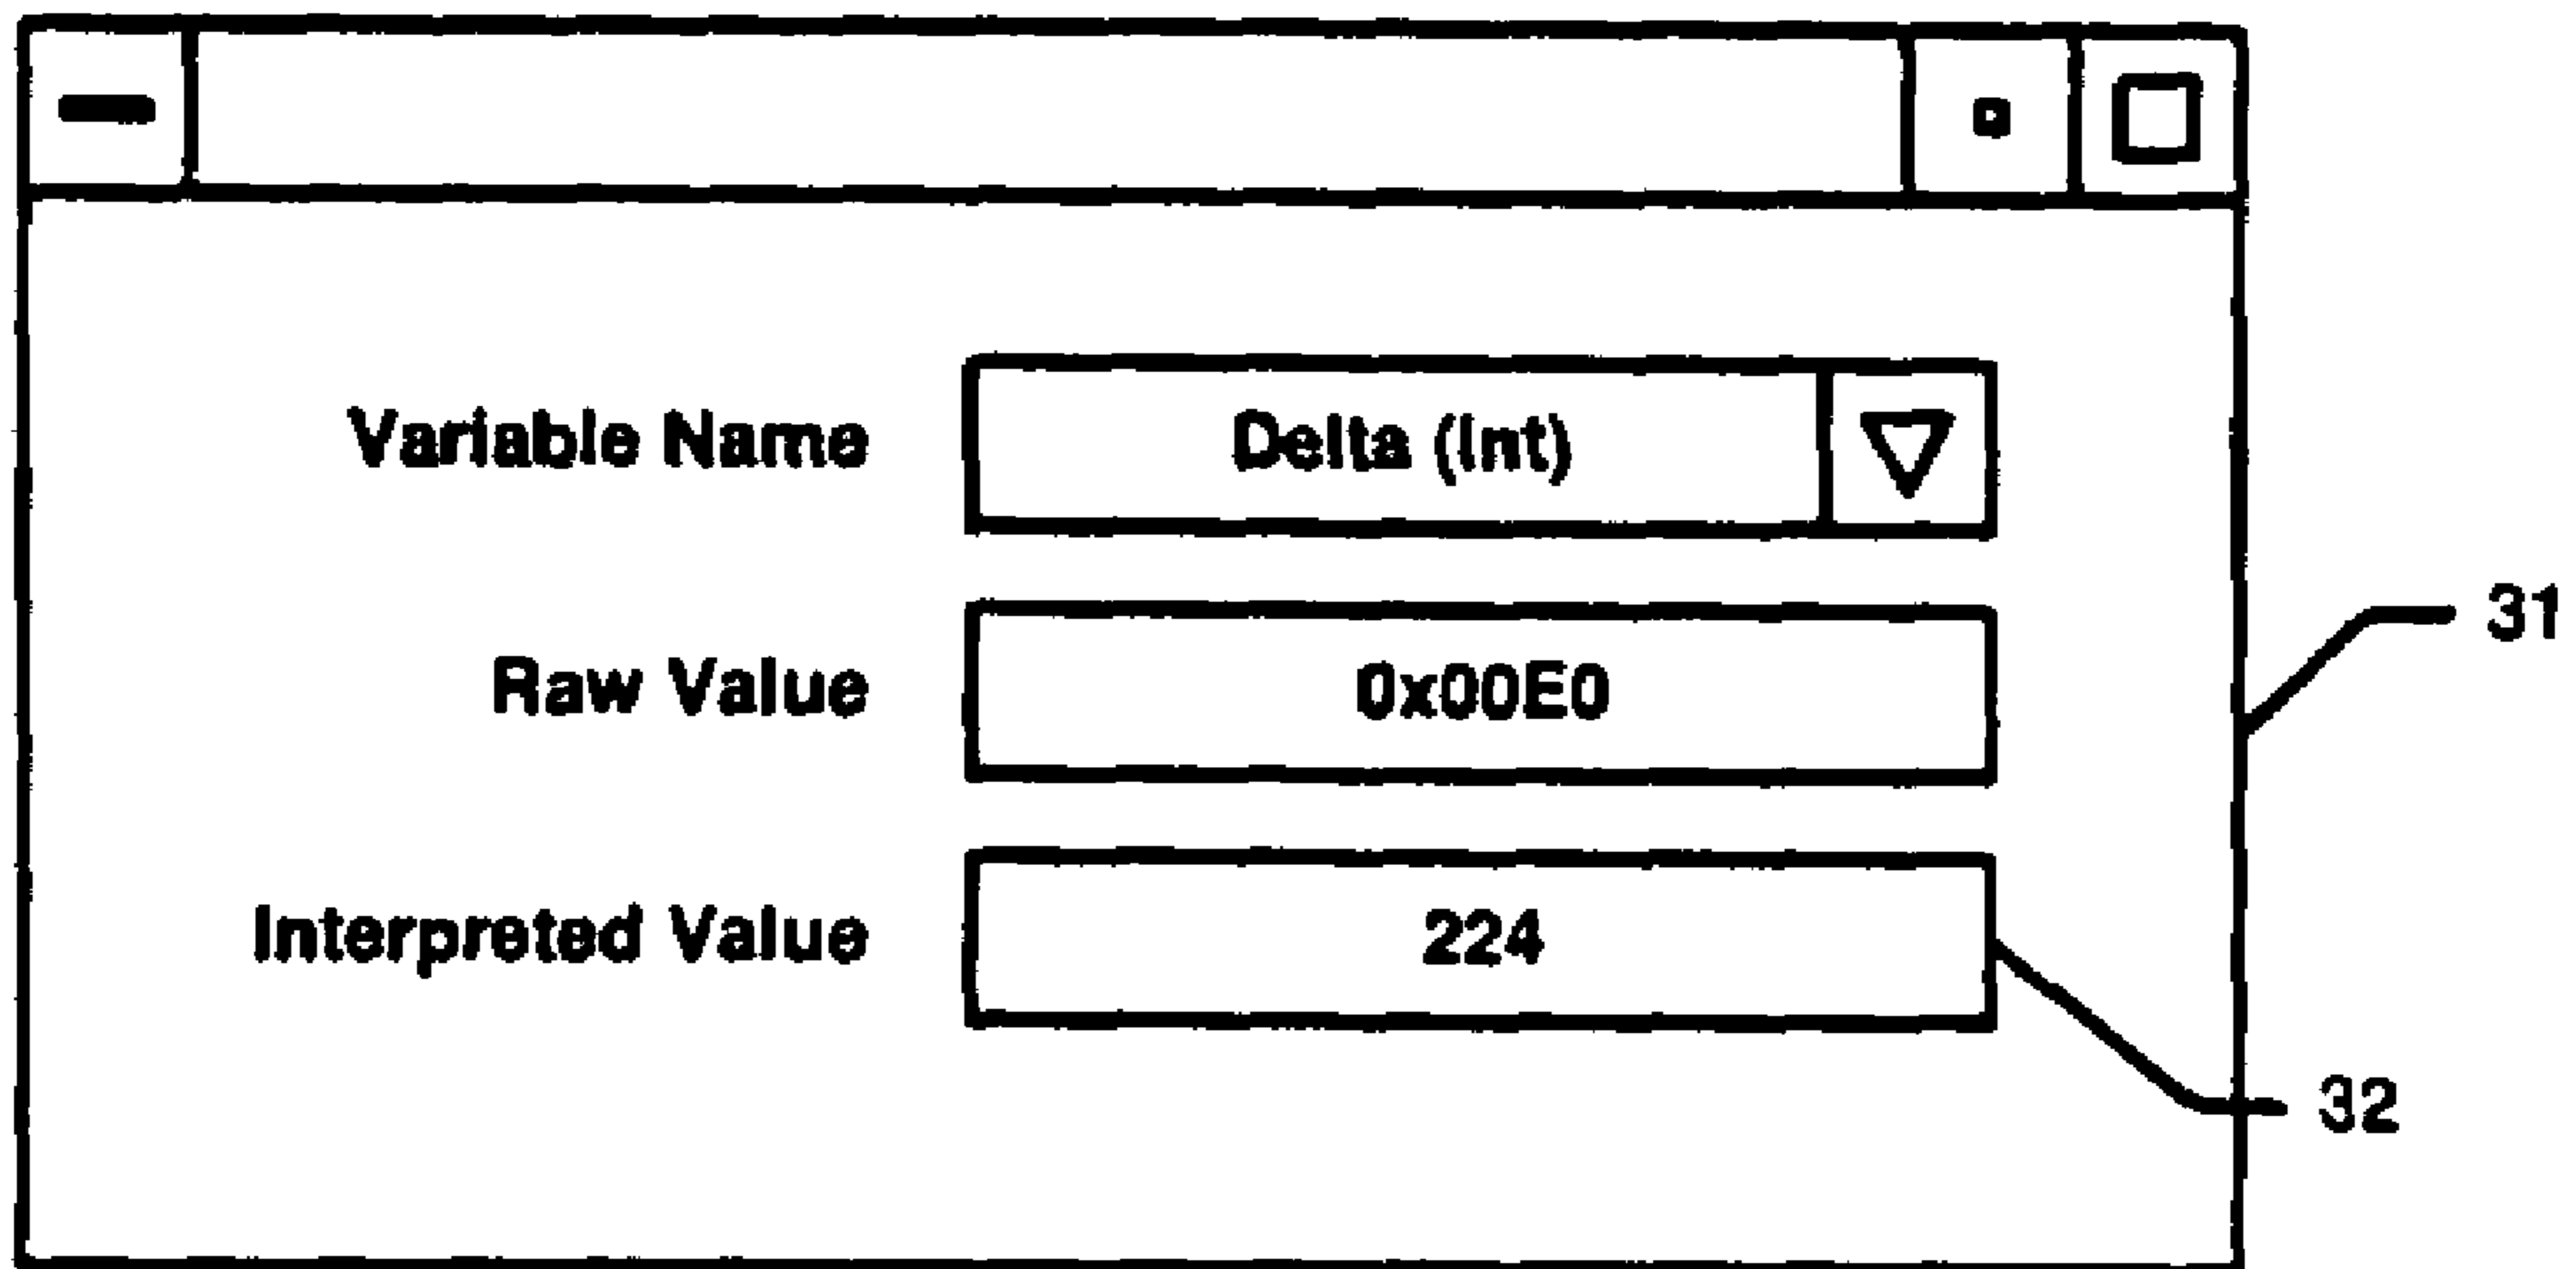 Variable Name Delta (Int)
31
Raw Value 0x00E0
Interpreted Value 224
32